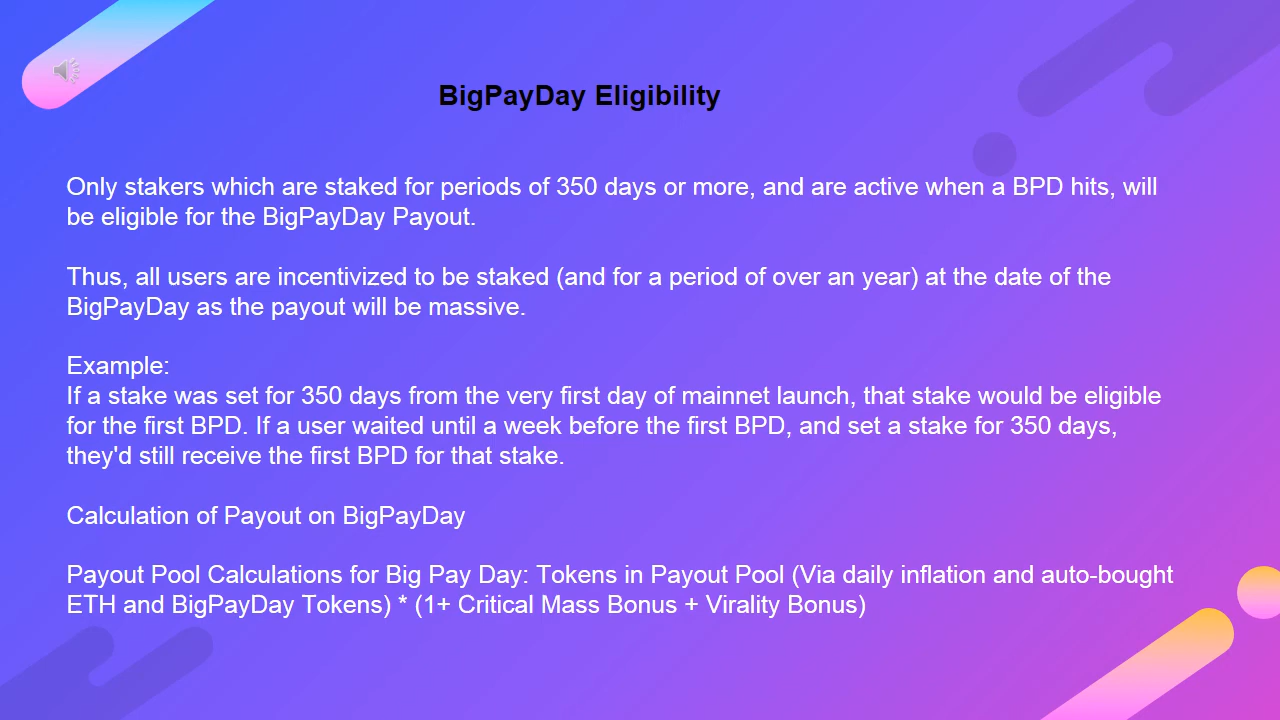 BigPayDay Eligibility
Only stakers which are staked for periods of 350 days or more, and are active when a BPD hits, will
be eligible for the BigPayDay Payout.
Thus, all users are incentivized to be staked (and for a period of over an year) at the date of the
BigPayDay as the payout will be massive.
Example:
If a stake was set for 350 days from the very first day of mainnet launch, that stake would be eligible
for the first BPD. If a user waited until a week before the first BPD, and set a stake for 350 days,
they'd still receive the first BPD for that stake.
Calculation of Payout on BigPayDay
Payout Pool Calculations for Big Pay Day: Tokens in Payout Pool (Via daily inflation and auto-bought
ETH and BigPayDay Tokens) * (1+ Critical Mass Bonus + Virality Bonus)